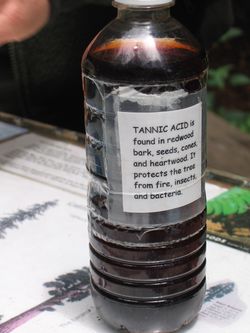 TANNIC ACID is
found in redwood
bark, seeds, cones,
and heartwood. It
protects the tree
from fire, insects,
and bacteria.